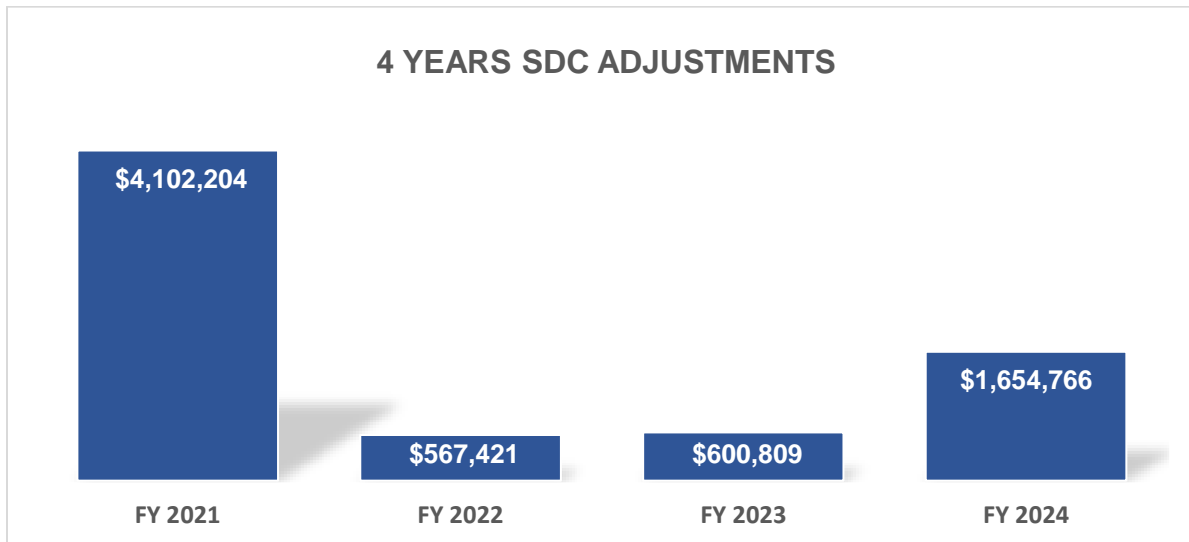 4 YEARS SDC ADJUSTMENTS
$4,102,204
$567,421
$600,809
$1,654,766
FY 2021
FY 2022
FY 2023
FY 2024